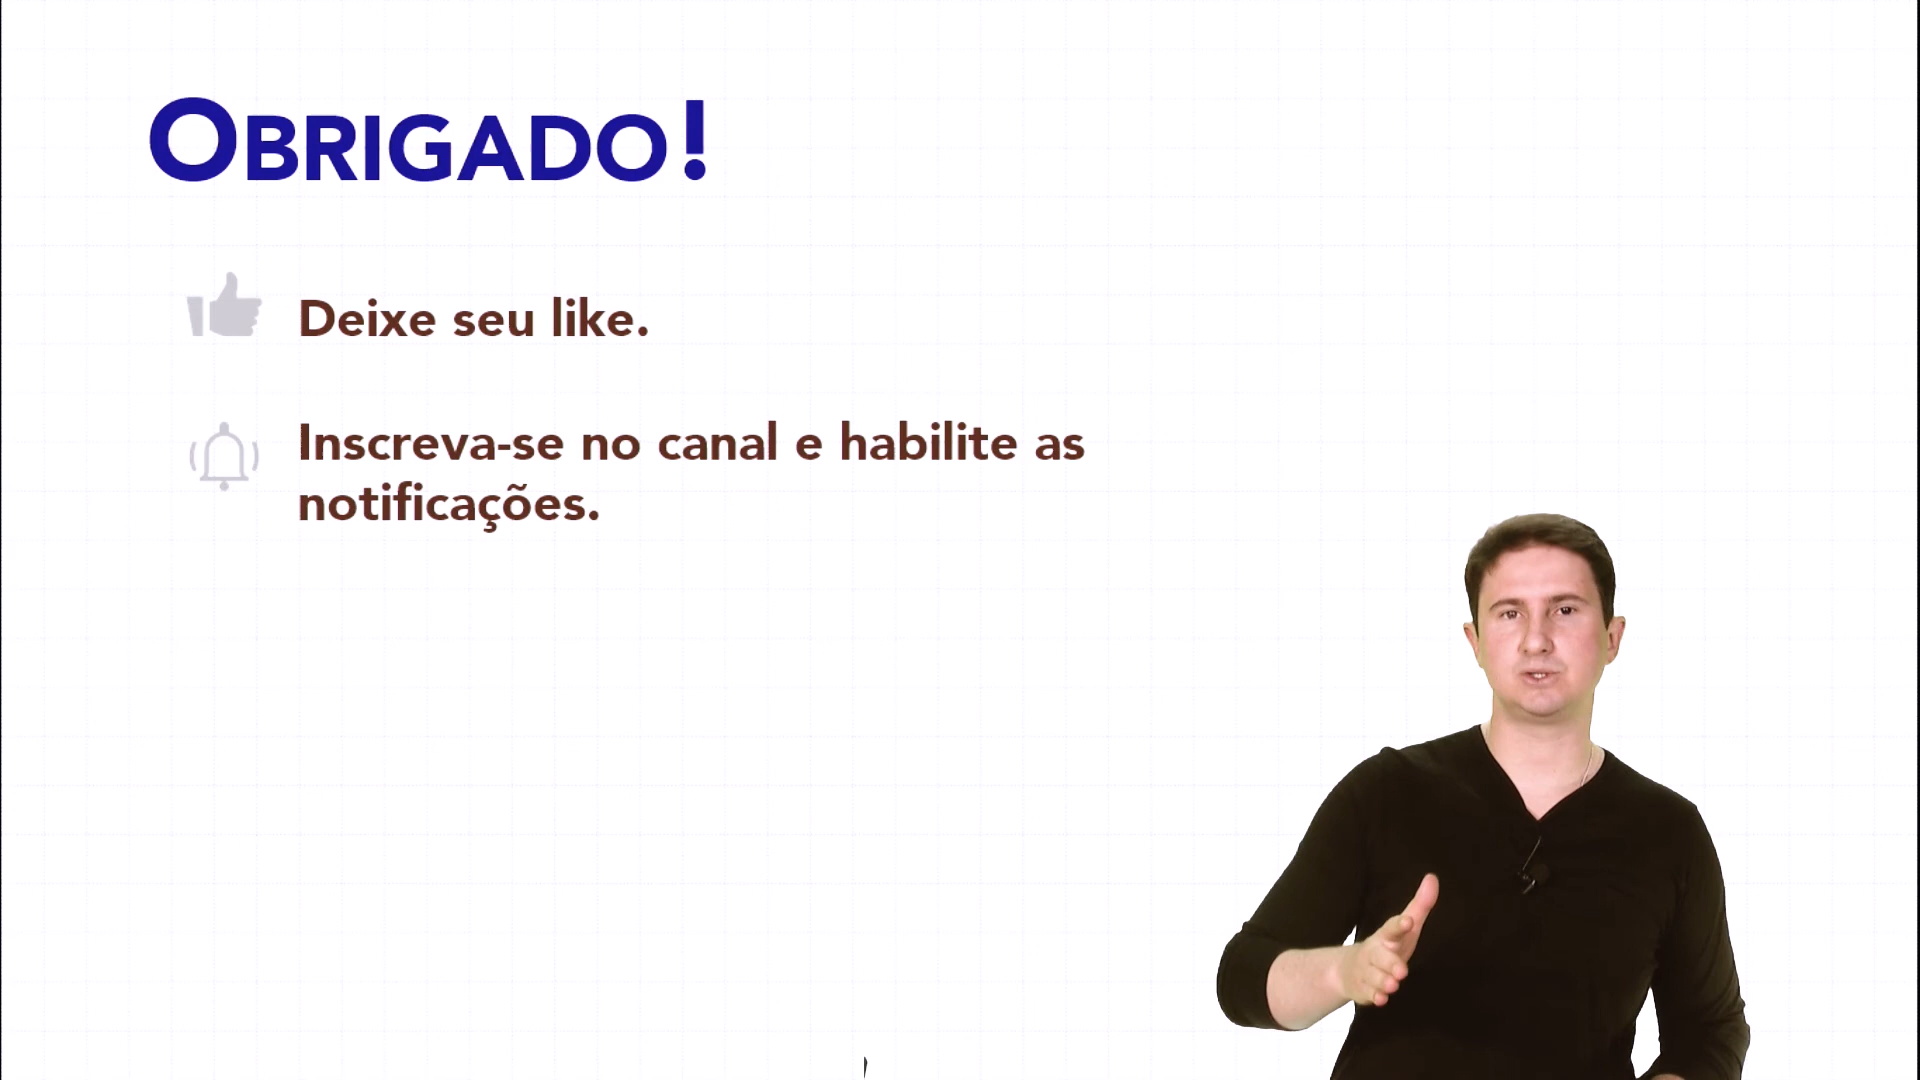 OBRIGADO!
Deixe seu like.
Inscreva-se no canal e habilite as
notificações.